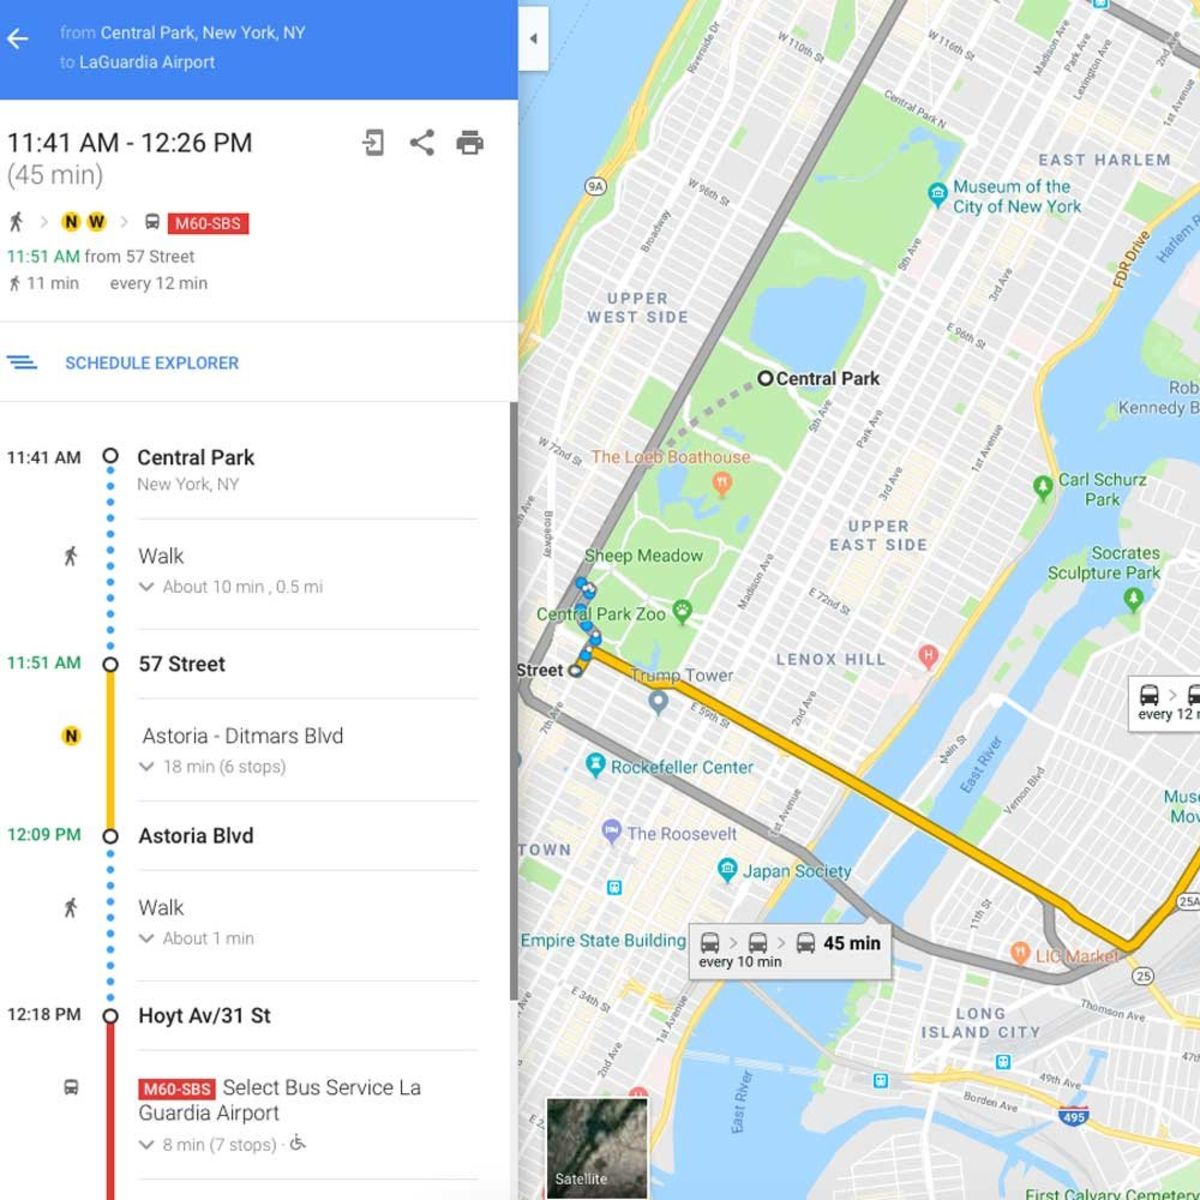 from Central Park, New York, NY
to LaGuardia Airport
11:41 AM - 12:26 PM
(45 min)
N W M60-SBS
11:51 AM from 57 Street
11 min every 12 min
SCHEDULE EXPLORER
11:41 AM Central Park
New York, NY
Walk
About 10 min , 0.5 mi
11:51 AM 57 Street
N Astoria - Ditmars Blvd
18 min (6 stops)
12:09 PM Astoria Blvd
Walk
About 1 min
12:18 PM Hoyt Av/31 St
M60-SBS Select Bus Service La
Guardia Airport
8 min (7 stops) ·
Riverside Dr
W 110th St
W 116th St
Madison Ave
Park Ave
Lexington Ave
2nd Ave
1st Avenue
Central Park N
EAST HARLEM
9A
W 96th St
Museum of the
City of New York
Broadway
5th Ave
FDR Drive
Harlem R
3rd Ave
UPPER
WEST SIDE
E 96th St
Central Park
Rob
Kennedy B
5th Ave
Park Ave
1st Avenue
W 72nd St
The Loeb Boathouse
3rd Ave
Carl Schurz
Park
Broadway
UPPER
EAST SIDE
Sheep Meadow
Madison Ave
Socrates
Sculpture Park
E 72nd St
Central Park Zoo
H
LENOX HILL
Street
Trump Tower
every 12 r
7th Ave
E 59th St
2nd Ave
Main St
East River
Rockefeller Center
Vernon Blvd
1st Avenue
Muse
Mov
The Roosevelt
TOWN
Japan Society
11th St
25A
Empire State Building
45 min
every 10 min
LIC Market
25
E 34th St
1st Avenue
Thomson Ave
LONG
ISLAND CITY
47t
2nd Ave
49th Ave
Borden Ave
495
East River
E 2
Satellite
First Calvary Cemetery